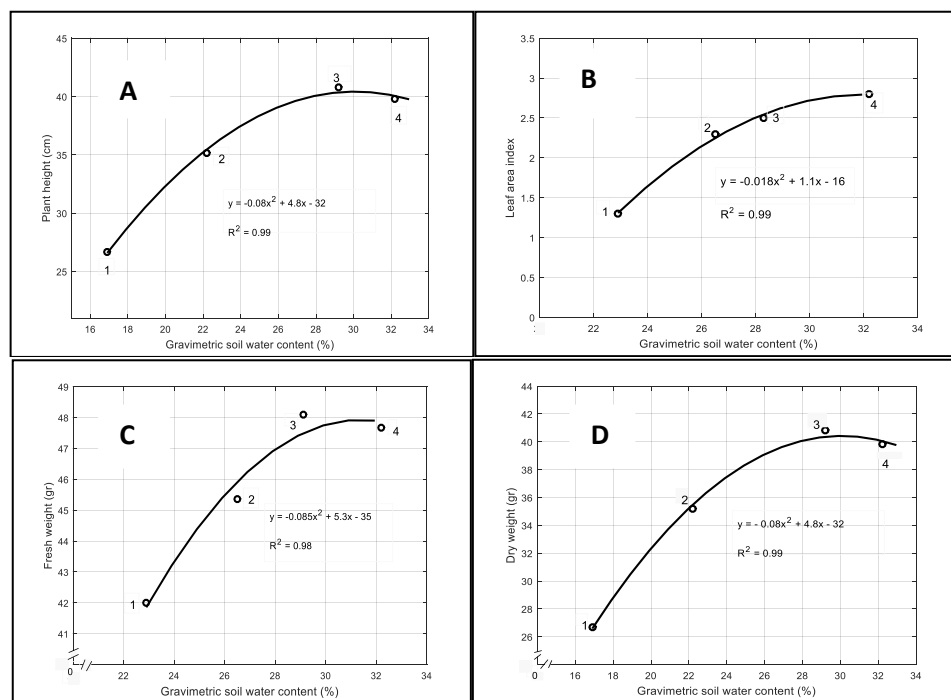 A
Plant height (cm)
45
40
35
30
25
1
2
3
4
y = -0.08x² + 4.8x - 32
R² = 0.99
16 18 20 22 24 26 28 30 32 34
Gravimetric soil water content (%)
B
Leaf area index
3.5
3
2.5
2
1.5
1
0.5
0
1
2
3
4
y = -0.018x² + 1.1x - 16
R² = 0.99
22 24 26 28 30 32 34
Gravimetric soil water content (%)
C
Fresh weight (gr)
49
48
47
46
45
44
43
42
41
0
1
2
3
4
y = -0.085x² + 5.3x - 35
R² = 0.98
22 24 26 28 30 32 34
Gravimetric soil water content (%)
D
Dry weight (gr)
44
42
40
38
36
34
32
30
28
26
1
2
3
4
y = - 0.08x² + 4.8x - 32
R² = 0.99
0 16 18 20 22 24 26 28 30 32 34
Gravimetric soil water content (%)